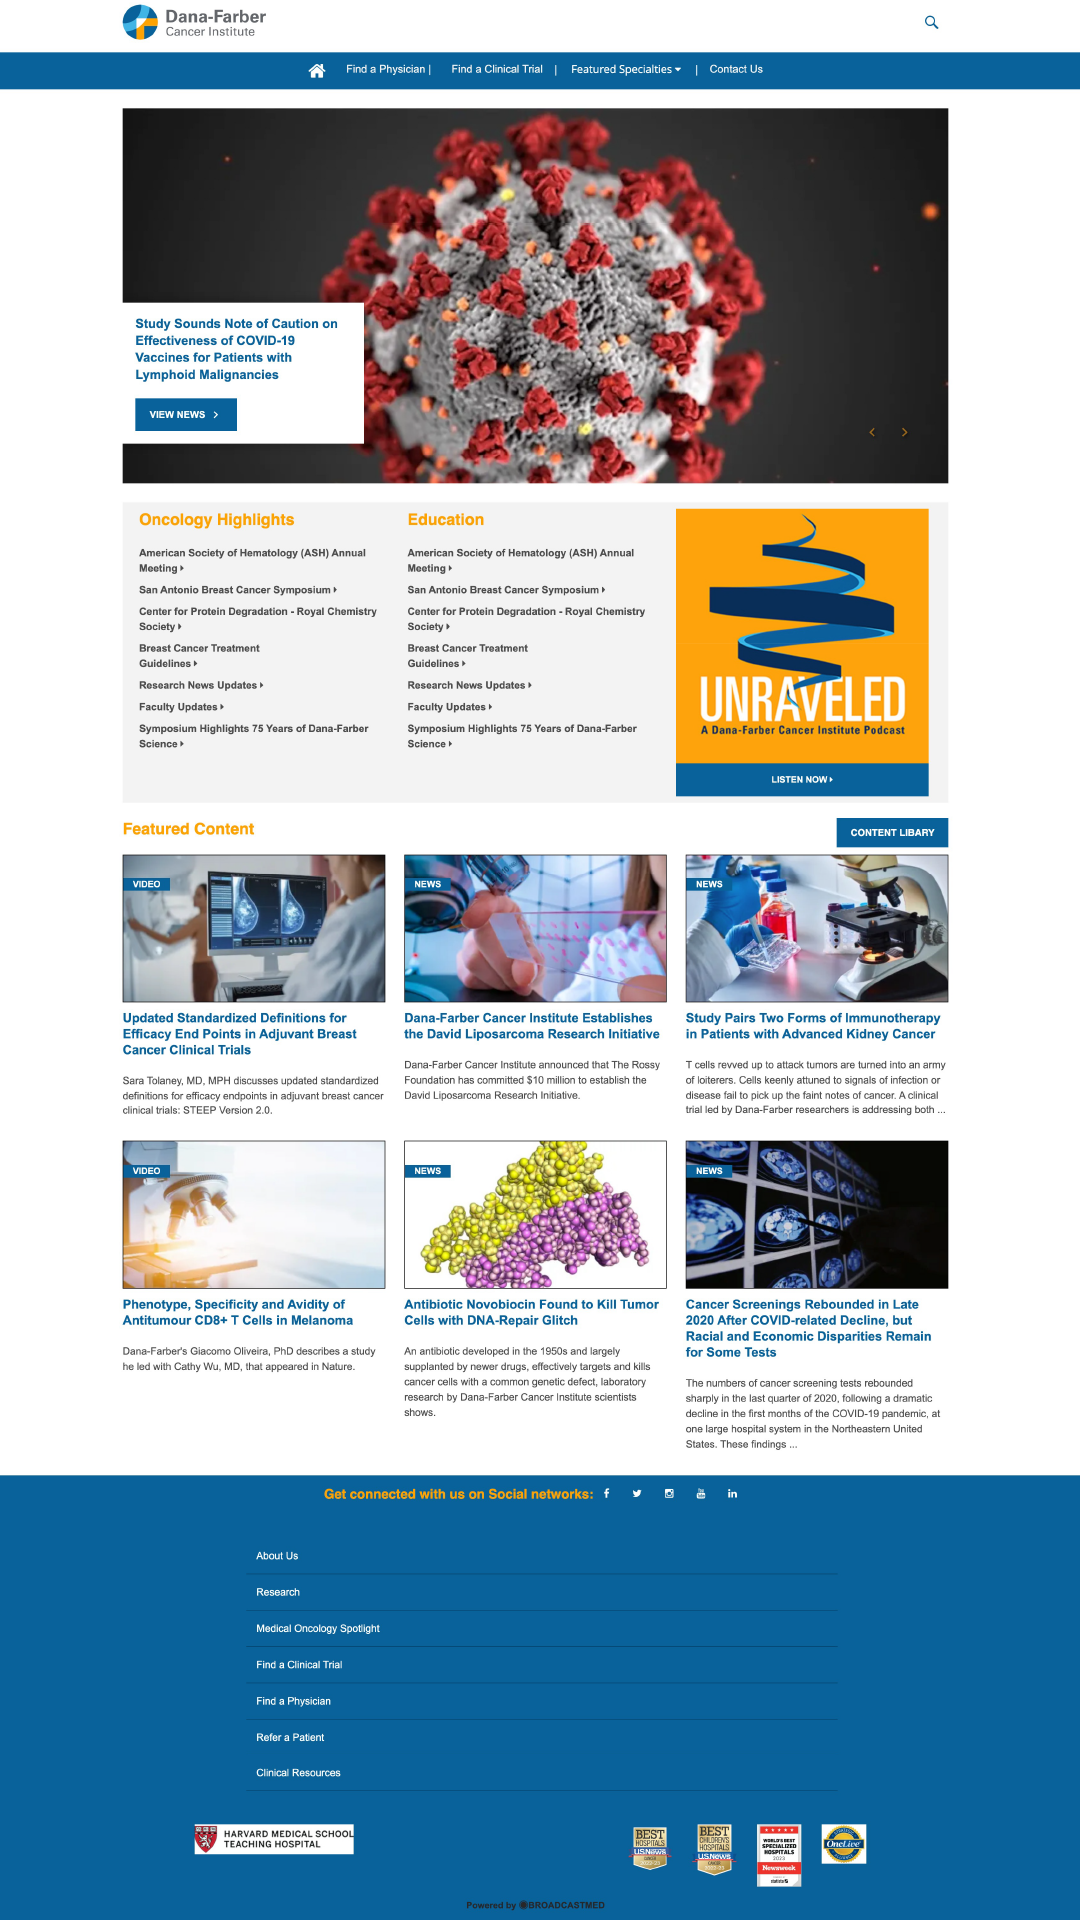 Dana-Farber
Cancer Institute
Find a Physician |
Find a Clinical Trial |
Featured Specialties |
Contact Us
Study Sounds Note of Caution on
Effectiveness of COVID-19
Vaccines for Patients with
Lymphoid Malignancies
VIEW NEWS
Oncology Highlights
American Society of Hematology (ASH) Annual
Meeting
San Antonio Breast Cancer Symposium
Center for Protein Degradation - Royal Chemistry
Society
Breast Cancer Treatment
Guidelines
Research News Updates
Faculty Updates
Symposium Highlights 75 Years of Dana-Farber
Science
Education
American Society of Hematology (ASH) Annual
Meeting
San Antonio Breast Cancer Symposium
Center for Protein Degradation - Royal Chemistry
Society
Breast Cancer Treatment
Guidelines
Research News Updates
Faculty Updates
Symposium Highlights 75 Years of Dana-Farber
Science
UNRAVELED
A Dana-Farber Cancer Institute Podcast
LISTEN NOW
Featured Content
CONTENT LIBARY
VIDEO
Updated Standardized Definitions for
Efficacy End Points in Adjuvant Breast
Cancer Clinical Trials
Sara Tolaney, MD, MPH discusses updated standardized
definitions for efficacy endpoints in adjuvant breast cancer
clinical trials: STEEP Version 2.0.
NEWS
Dana-Farber Cancer Institute Establishes
the David Liposarcoma Research Initiative
Dana-Farber Cancer Institute announced that The Rossy
Foundation has committed $10 million to establish the
David Liposarcoma Research Initiative.
NEWS
Study Pairs Two Forms of Immunotherapy
in Patients with Advanced Kidney Cancer
T cells revved up to attack tumors are turned into an army
of loiterers. Cells keenly attuned to signals of infection or
disease fail to pick up the faint notes of cancer. A clinical
trial led by Dana-Farber researchers is addressing both ...
VIDEO
Phenotype, Specificity and Avidity of
Antitumour CD8+ T Cells in Melanoma
Dana-Farber's Giacomo Oliveira, PhD describes a study
he led with Cathy Wu, MD, that appeared in Nature.
NEWS
Antibiotic Novobiocin Found to Kill Tumor
Cells with DNA-Repair Glitch
An antibiotic developed in the 1950s and largely
supplanted by newer drugs, effectively targets and kills
cancer cells with a common genetic defect, laboratory
research by Dana-Farber Cancer Institute scientists
shows.
NEWS
Cancer Screenings Rebounded in Late
2020 After COVID-related Decline, but
Racial and Economic Disparities Remain
for Some Tests
The numbers of cancer screening tests rebounded
sharply in the last quarter of 2020, following a dramatic
decline in the first months of the COVID-19 pandemic, at
one large hospital system in the Northeastern United
States. These findings ...
Get connected with us on Social networks:
About Us
Research
Medical Oncology Spotlight
Find a Clinical Trial
Find a Physician
Refer a Patient
Clinical Resources
HARVARD MEDICAL SCHOOL
TEACHING HOSPITAL
BEST
HOSPITALS
U.S.News
BEST
CHILDREN'S
HOSPITALS
U.S.News
WORLD'S BEST
SPECIALIZED
HOSPITALS
2023
Newsweek
statista
OncLive
Powered by BROADCASTMED